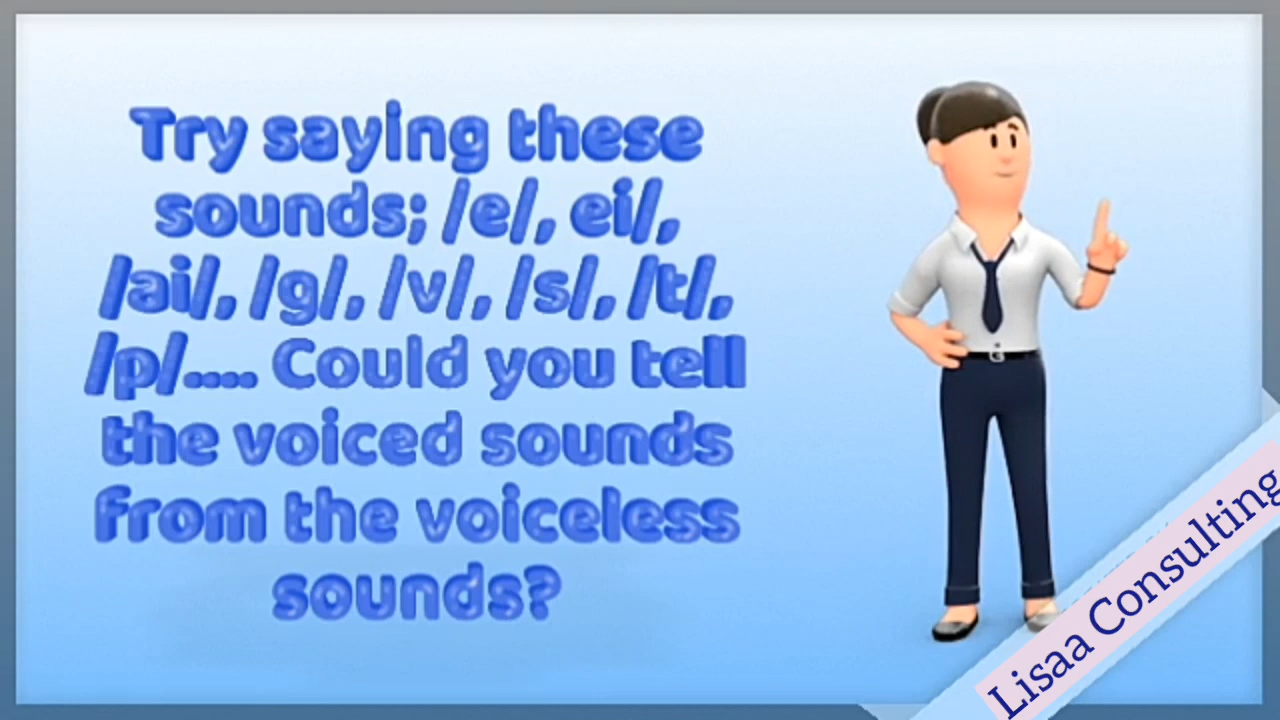 Try saying these
sounds; /e/, ei/,
/ai/, /g/, /v/, /s/, /t/,
/p/.... Could you tell
the voiced sounds
from the voiceless
sounds?
Lisaa Consulting